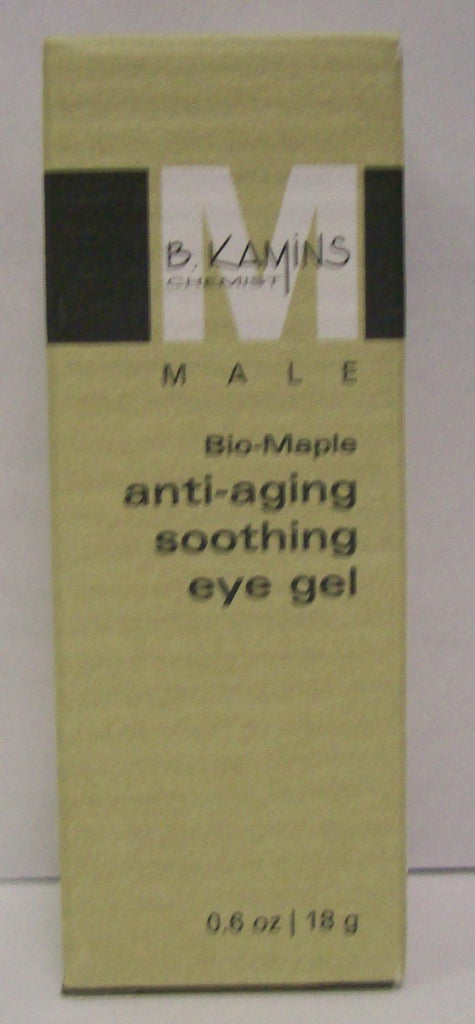 M
B. KAMINS
CHEMIST
MALE
Bio-Maple
anti-aging
soothing
eye gel
0.6 oz | 18 g